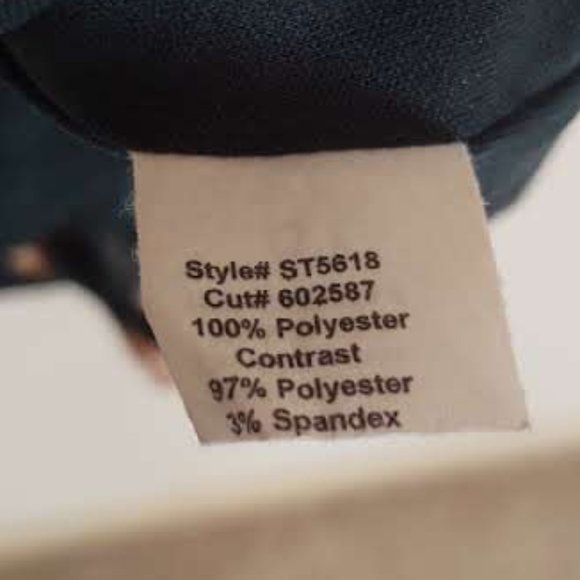 Style# ST5618
Cut# 602587
100% Polyester
Contrast
97% Polyester
3% Spandex